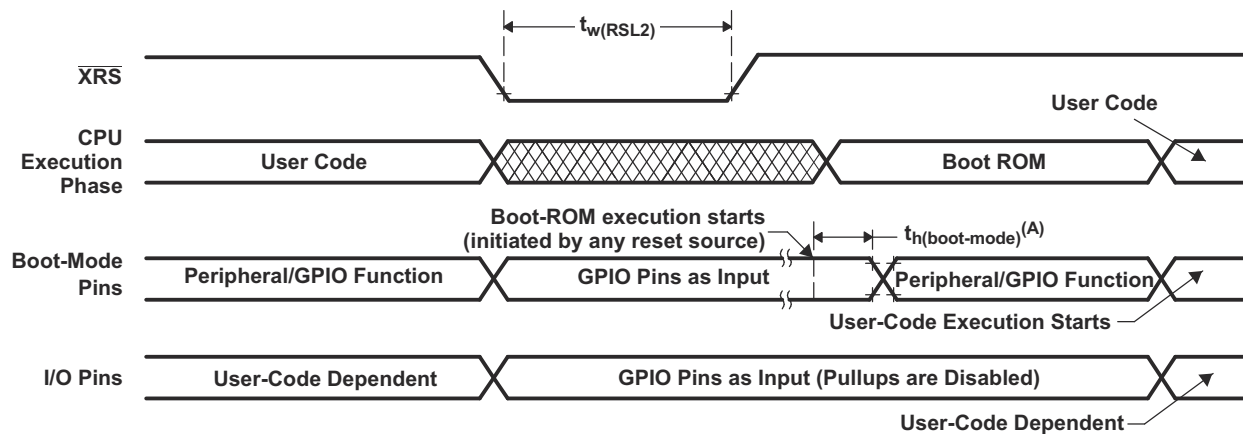 t_w(RSL2)
XRS
User Code
CPU
Execution
Phase
User Code
Boot ROM
Boot-ROM execution starts
(initiated by any reset source)
t_h(boot-mode)^(A)
Boot-Mode
Pins
Peripheral/GPIO Function
GPIO Pins as Input
Peripheral/GPIO Function
User-Code Execution Starts
I/O Pins
User-Code Dependent
GPIO Pins as Input (Pullups are Disabled)
User-Code Dependent